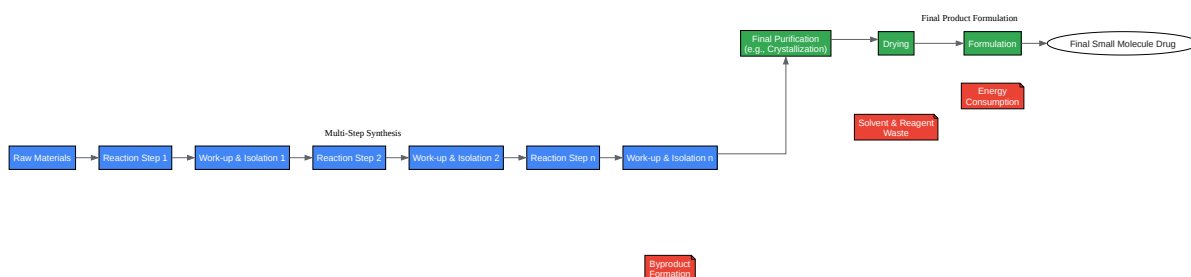 Final Product Formulation
Final Purification
(e.g., Crystallization)
Drying
Formulation
Final Small Molecule Drug
Energy
Consumption
Solvent & Reagent
Waste
Multi-Step Synthesis
Raw Materials
Reaction Step 1
Work-up & Isolation 1
Reaction Step 2
Work-up & Isolation 2
Reaction Step n
Work-up & Isolation n
Byproduct
Formation